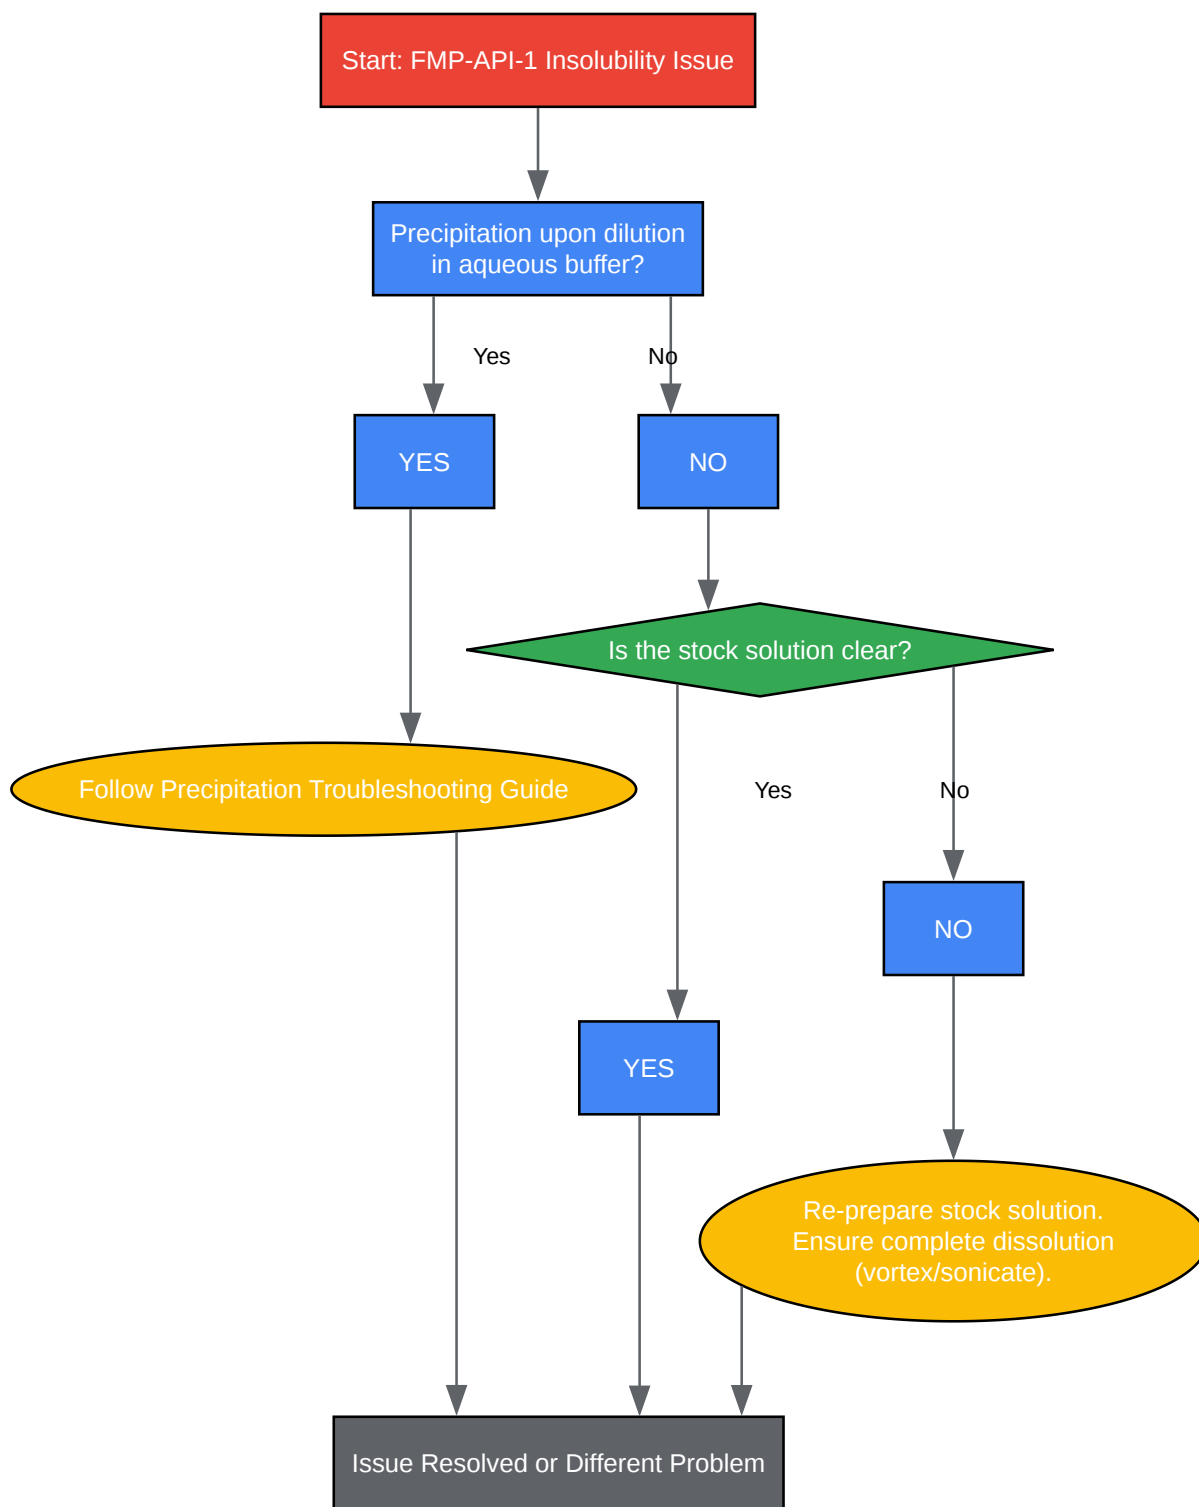 Start: FMP-API-1 Insolubility Issue
Precipitation upon dilution
in aqueous buffer?
Yes
No
YES
NO
Is the stock solution clear?
Follow Precipitation Troubleshooting Guide
Yes
No
NO
YES
Re-prepare stock solution.
Ensure complete dissolution
(vortex/sonicate).
Issue Resolved or Different Problem